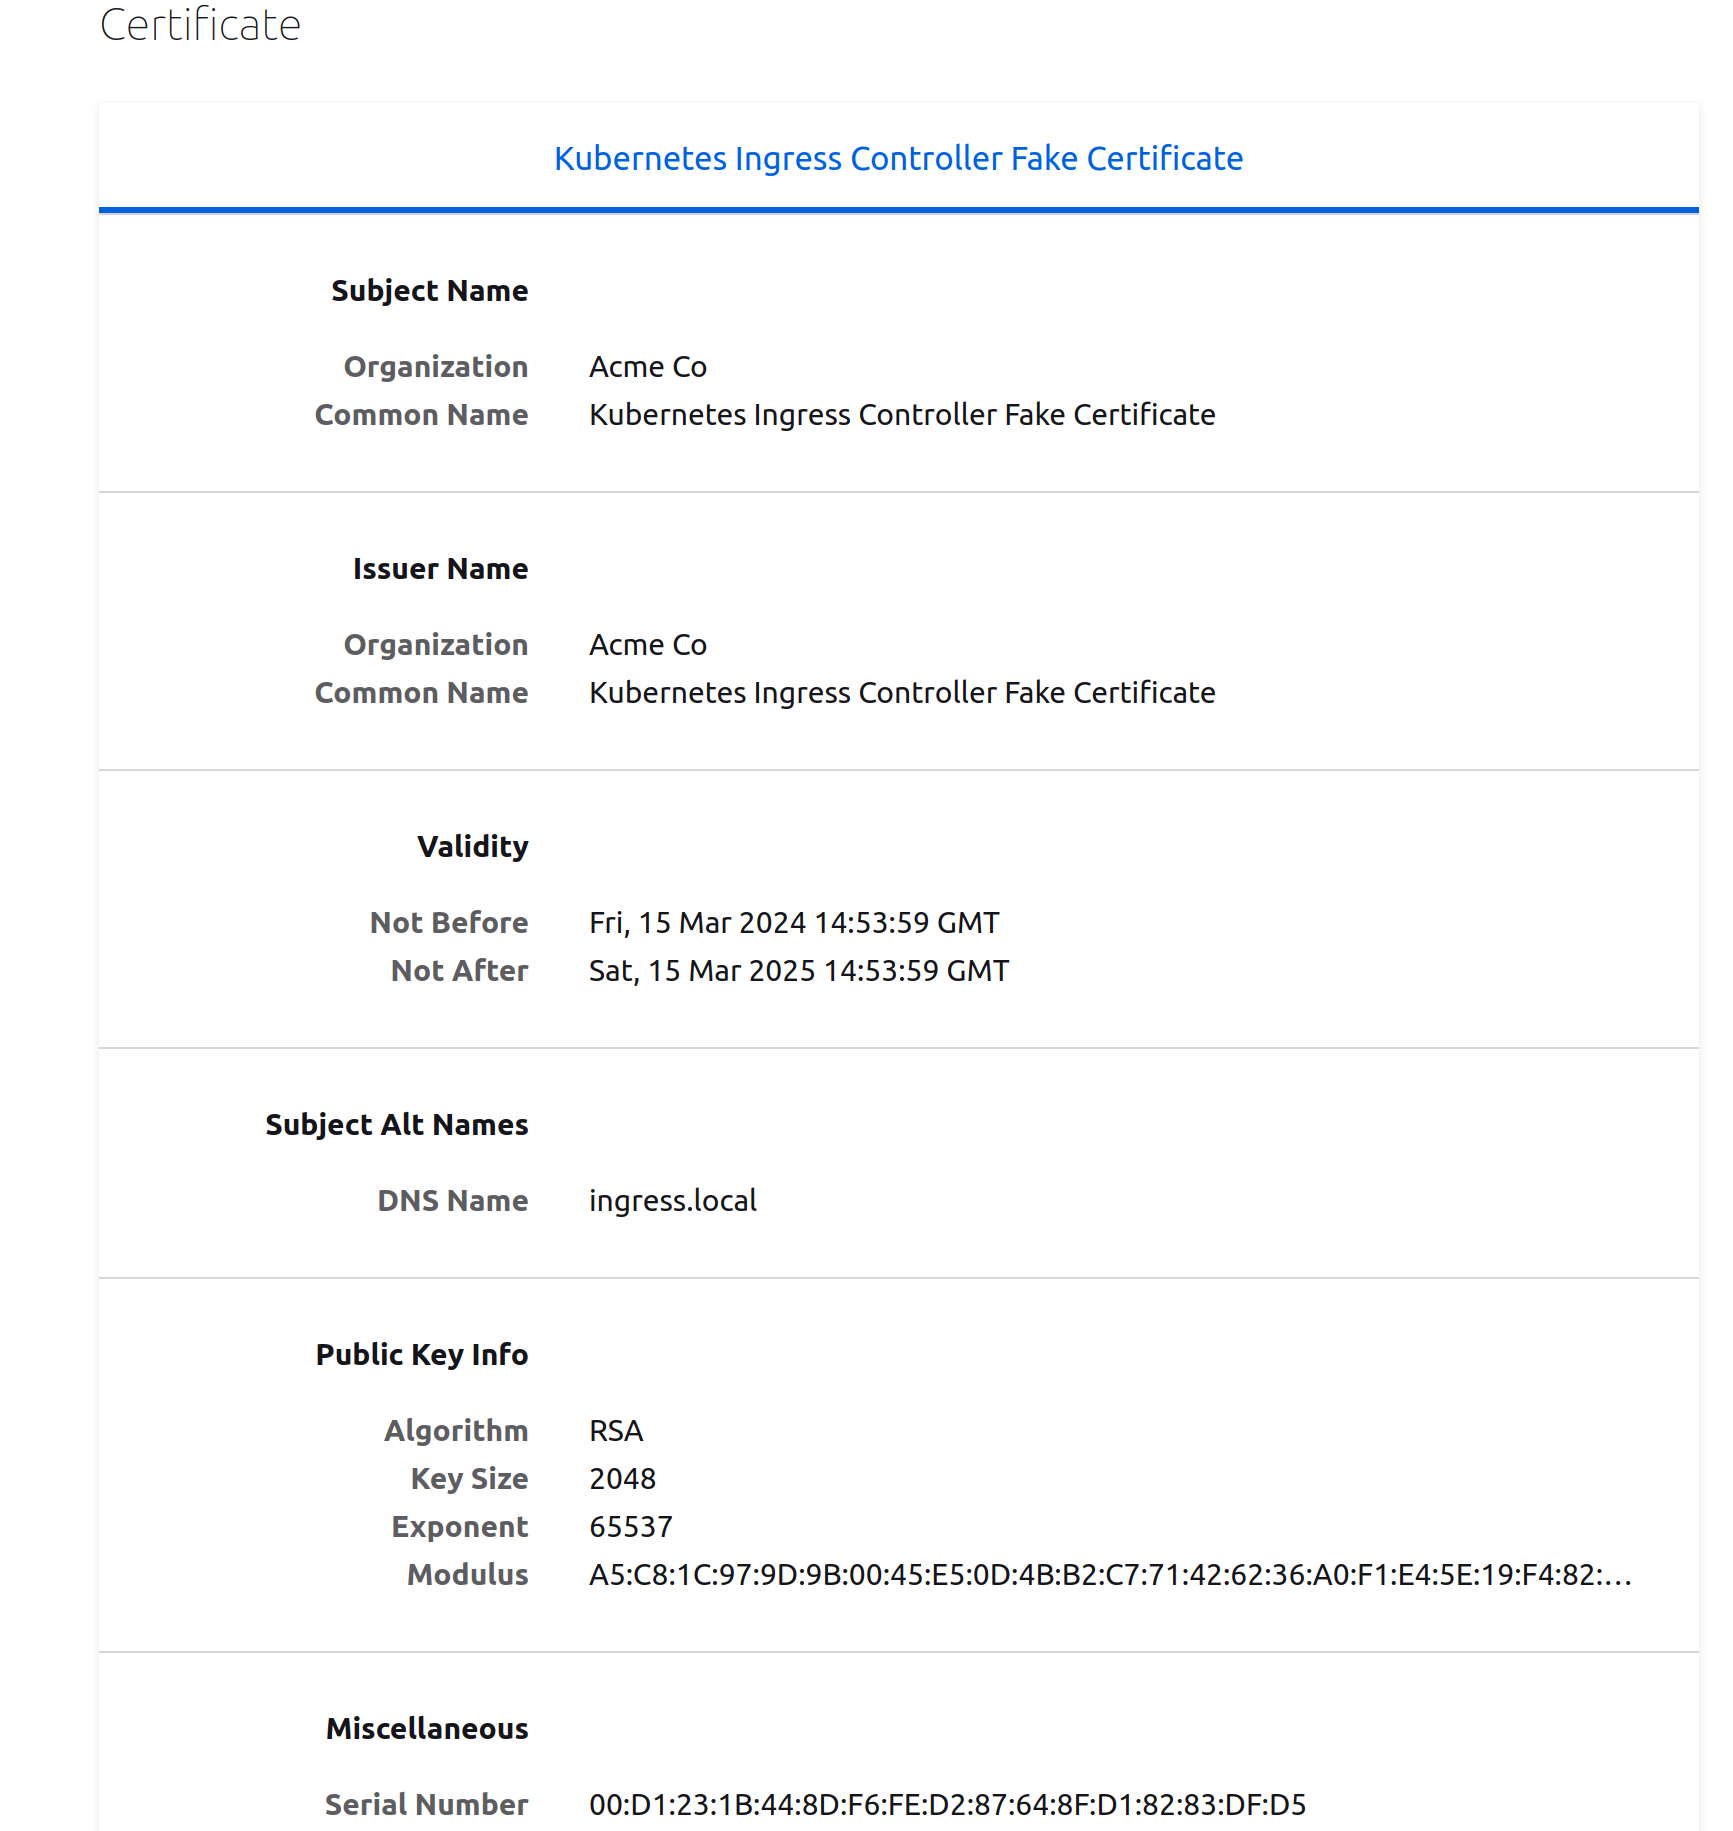 Certificate
Kubernetes Ingress Controller Fake Certificate
Subject Name
Organization Acme Co
Common Name Kubernetes Ingress Controller Fake Certificate
Issuer Name
Organization Acme Co
Common Name Kubernetes Ingress Controller Fake Certificate
Validity
Not Before Fri, 15 Mar 2024 14:53:59 GMT
Not After Sat, 15 Mar 2025 14:53:59 GMT
Subject Alt Names
DNS Name ingress.local
Public Key Info
Algorithm RSA
Key Size 2048
Exponent 65537
Modulus A5:C8:1C:97:9D:9B:00:45:E5:0D:4B:B2:C7:71:42:62:36:A0:F1:E4:5E:19:F4:82:…
Miscellaneous
Serial Number 00:D1:23:1B:44:8D:F6:FE:D2:87:64:8F:D1:82:83:DF:D5